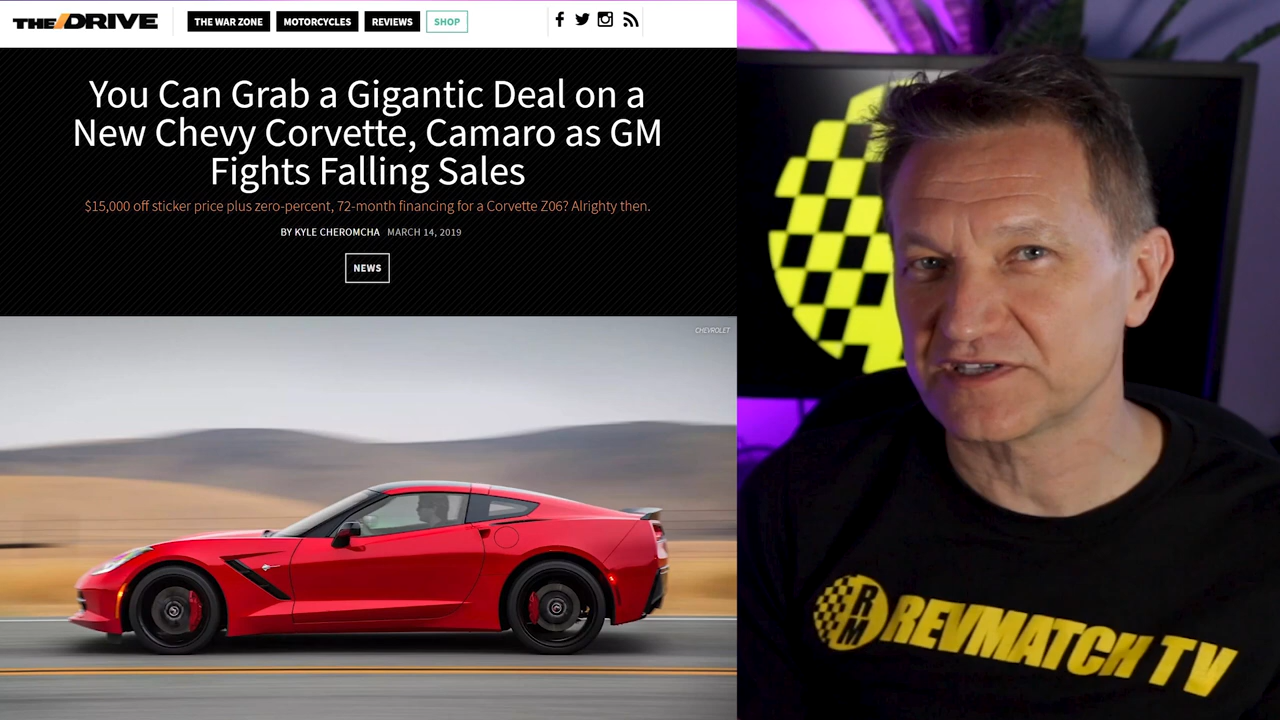 THE/DRIVE
THE WAR ZONE
MOTORCYCLES
REVIEWS
SHOP
You Can Grab a Gigantic Deal on a
New Chevy Corvette, Camaro as GM
Fights Falling Sales
$15,000 off sticker price plus zero-percent, 72-month financing for a Corvette Z06? Alrighty then.
BY KYLE CHEROMCHA MARCH 14, 2019
NEWS
CHEVROLET
RM REVMATCH TV